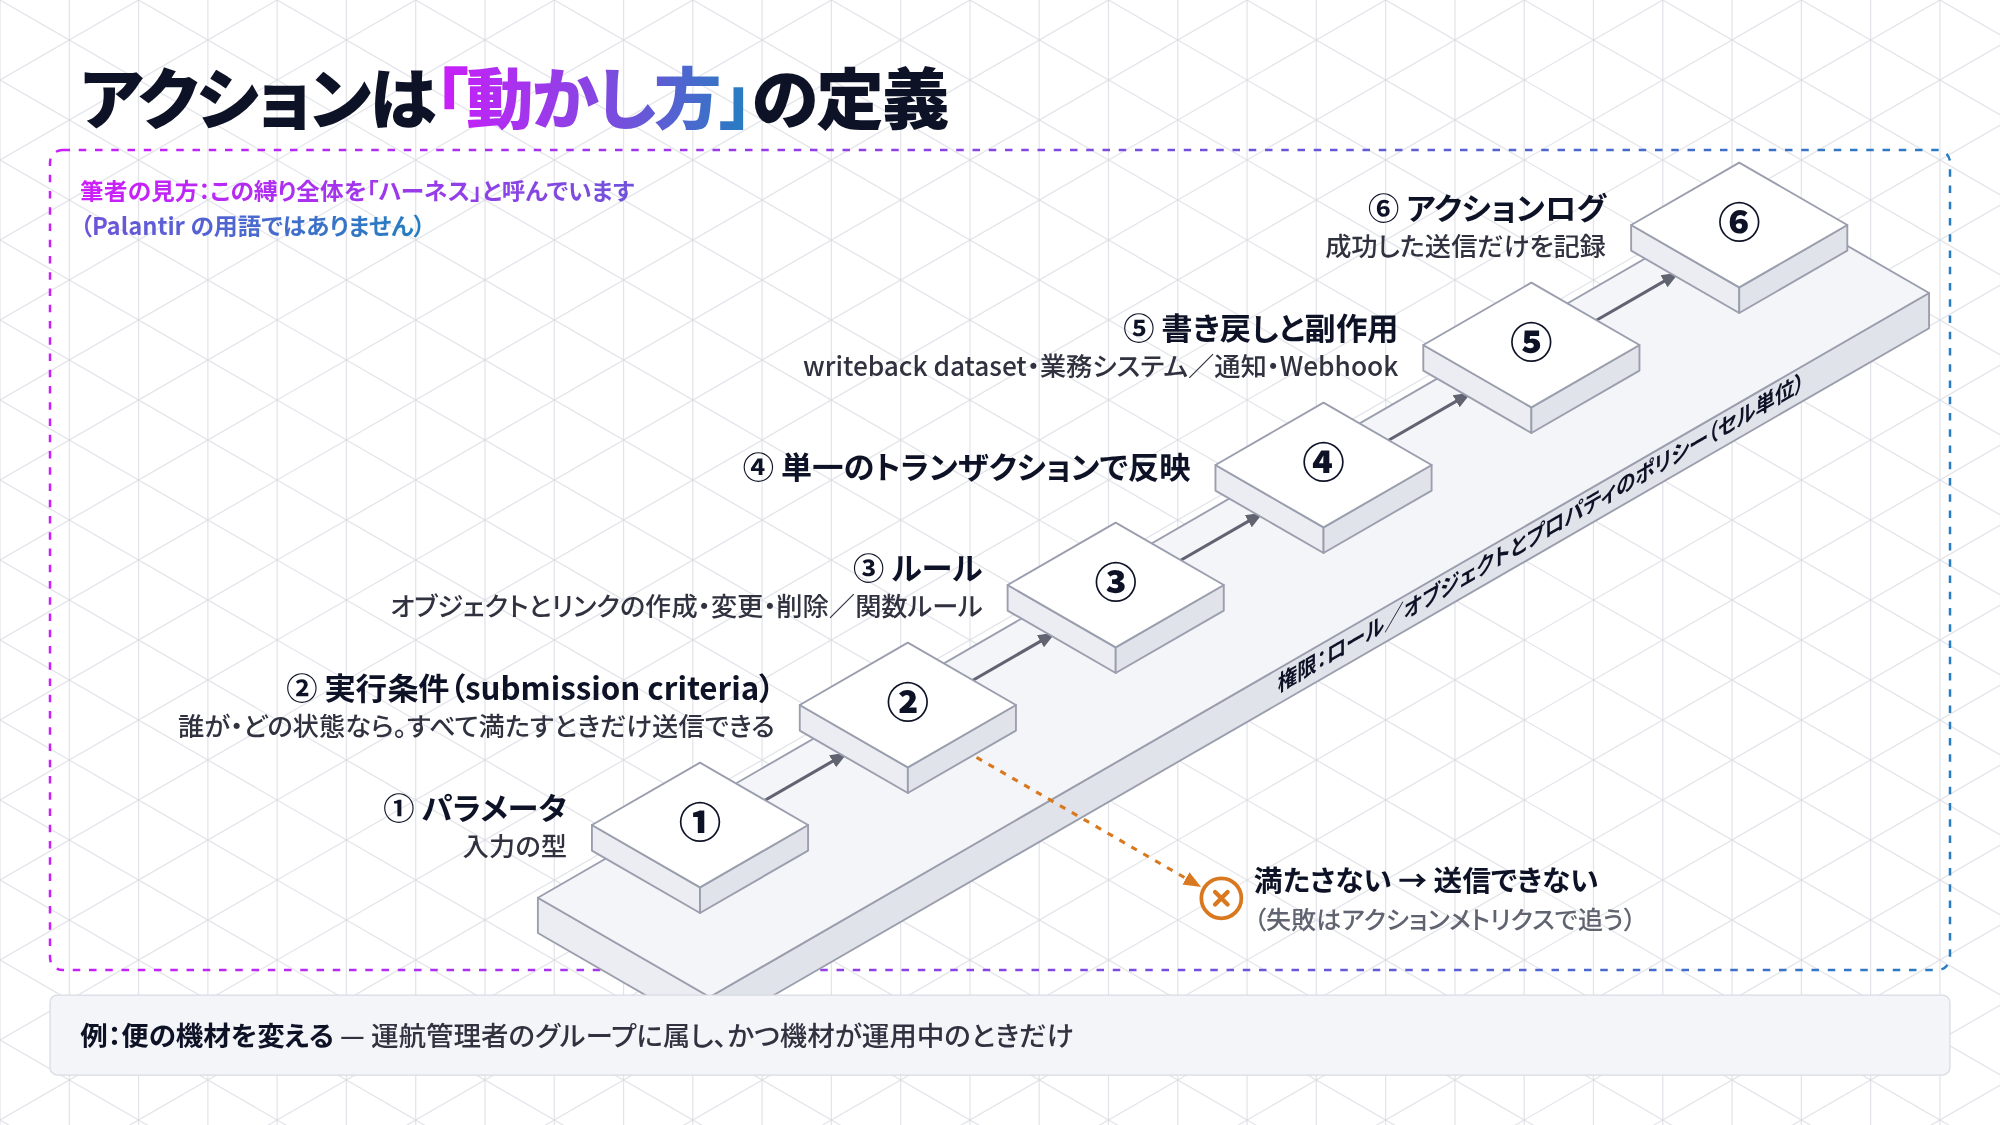 アクションは「動かし方」の定義
筆者の見方：この縛り全体を「ハーネス」と呼んでいます
（Palantir の用語ではありません）
⑥ アクションログ
成功した送信だけを記録
⑥
⑤ 書き戻しと副作用
writeback dataset・業務システム／通知・Webhook
⑤
④ 単一のトランザクションで反映
④
③ ルール
オブジェクトとリンクの作成・変更・削除／関数ルール
③
② 実行条件（submission criteria）
誰が・どの状態なら。すべて満たすときだけ送信できる
②
① パラメータ
入力の型
①
権限：ロール／オブジェクトとプロパティのポリシー（セル単位）
満たさない → 送信できない
（失敗はアクションメトリクスで追う）
例：便の機材を変える — 運航管理者のグループに属し、かつ機材が運用中のときだけ